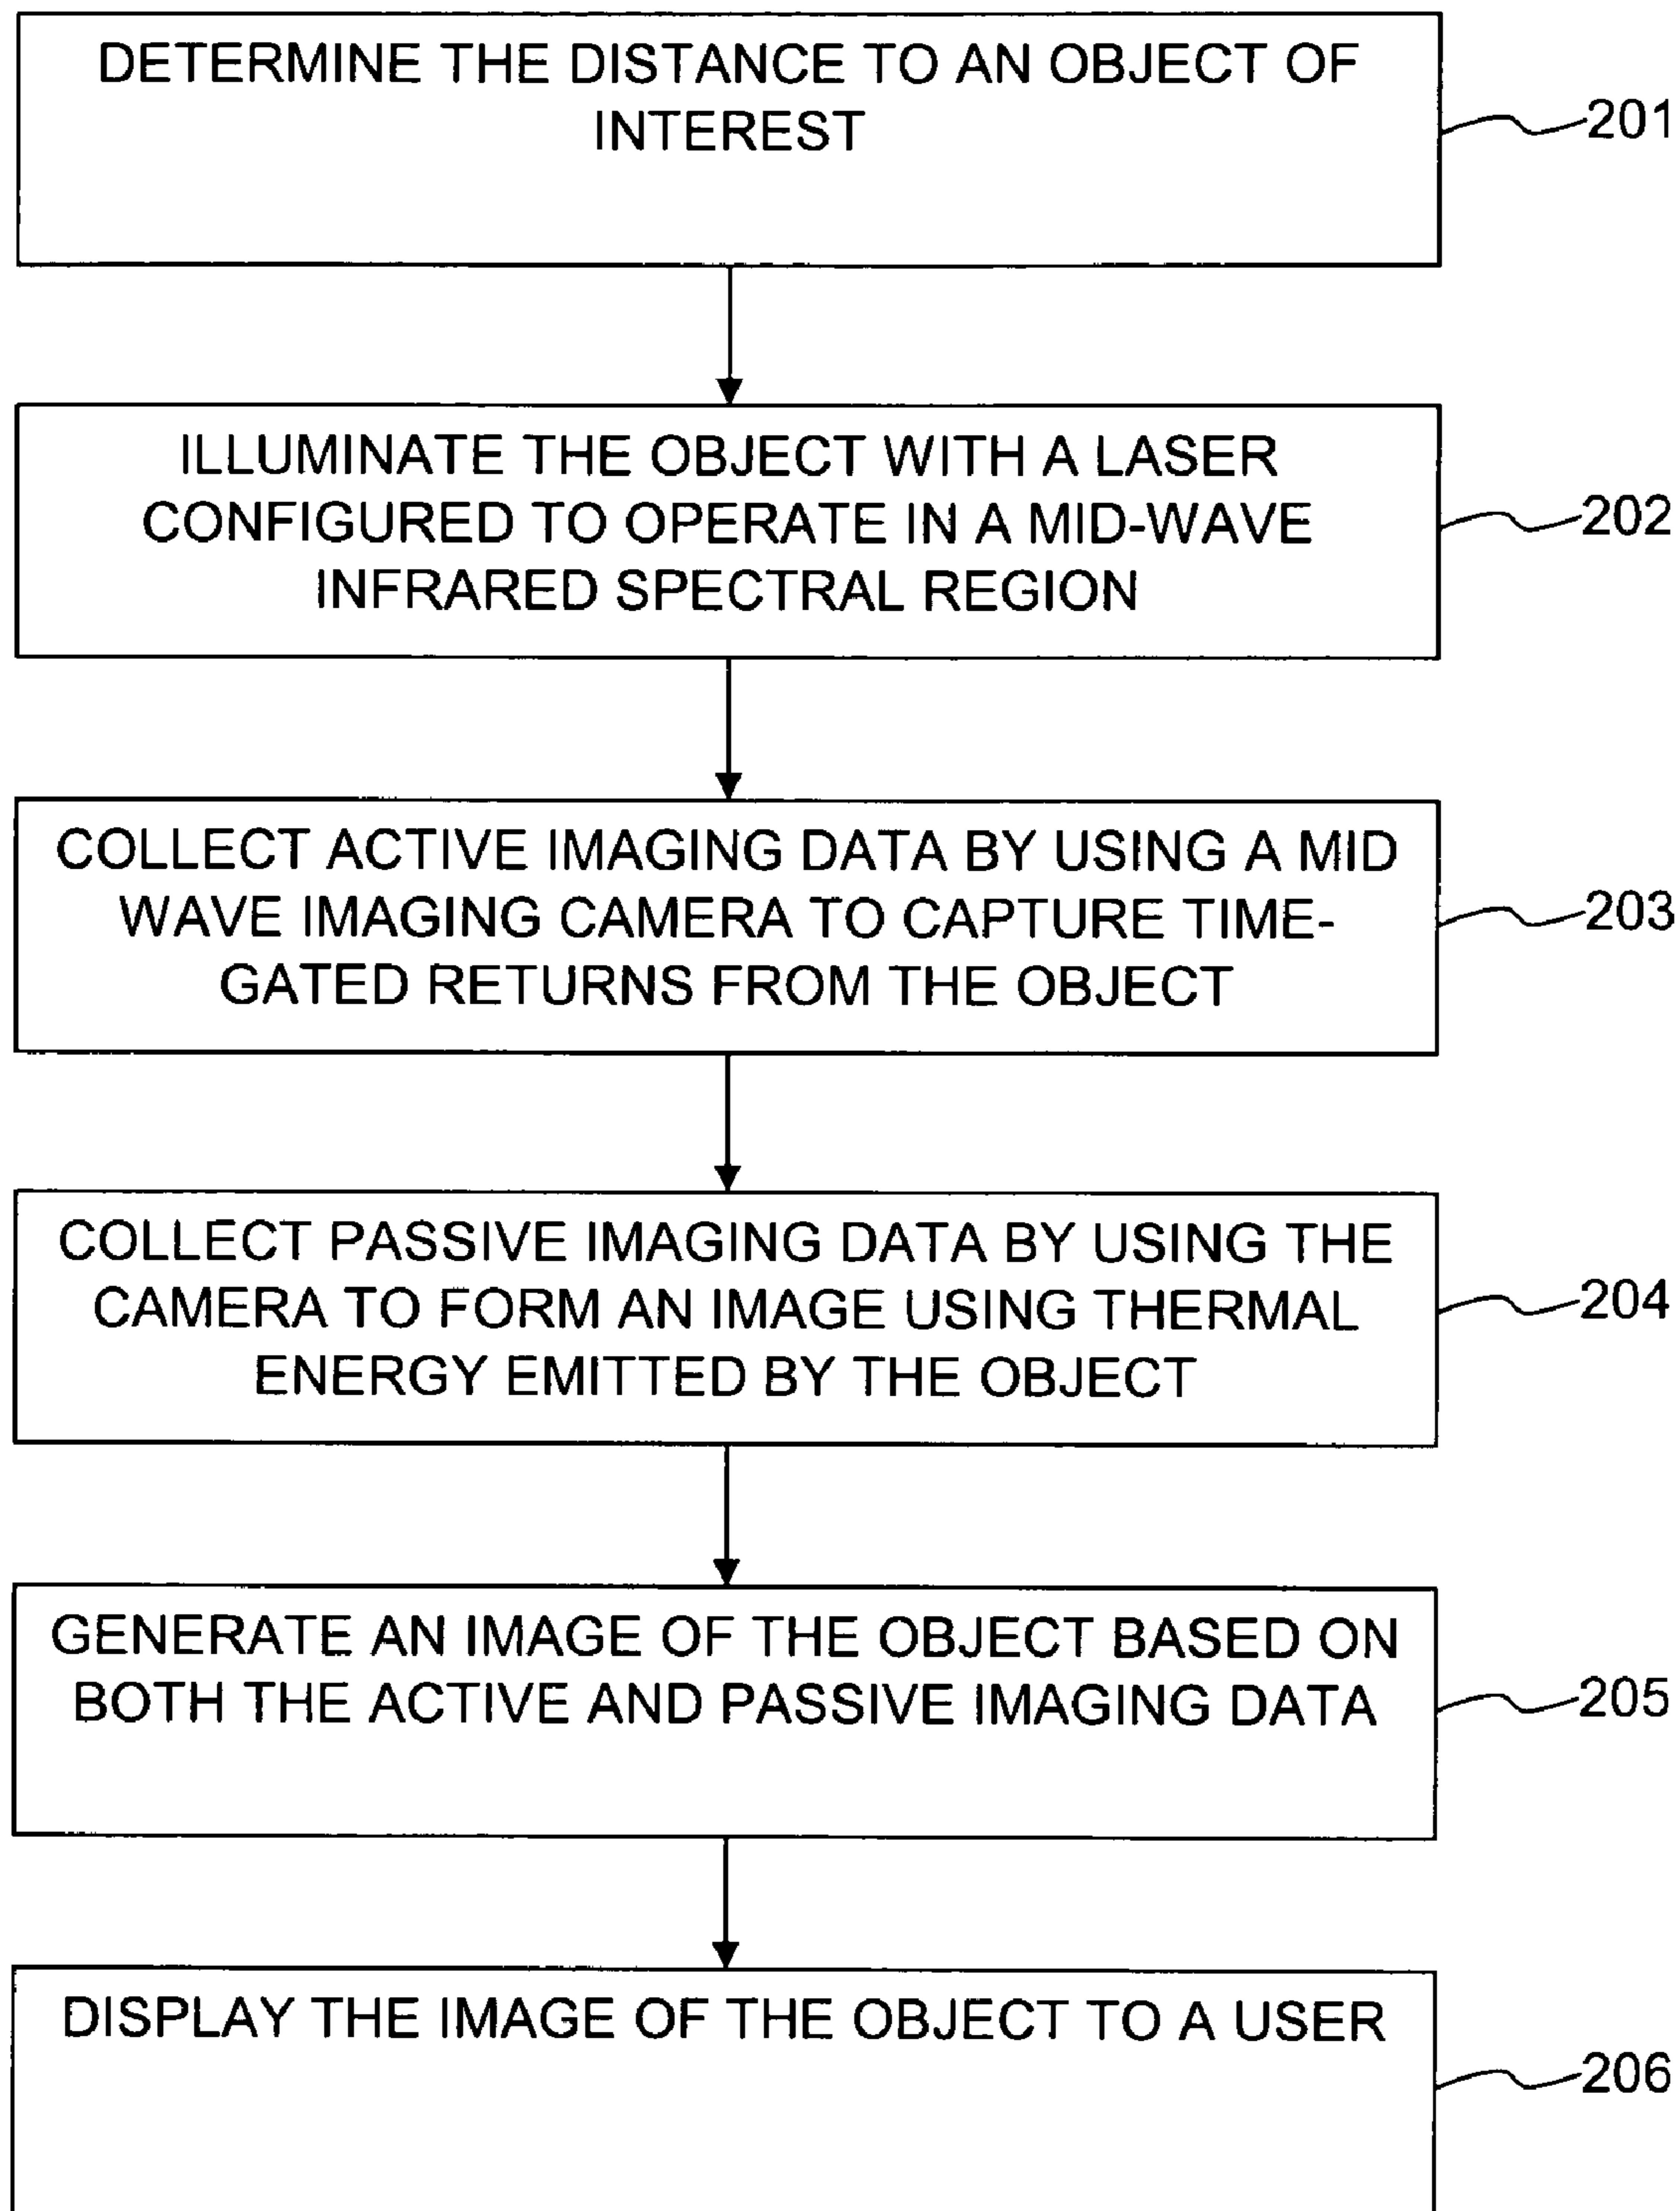 DETERMINE THE DISTANCE TO AN OBJECT OF
INTEREST
201
ILLUMINATE THE OBJECT WITH A LASER
CONFIGURED TO OPERATE IN A MID-WAVE
INFRARED SPECTRAL REGION
202
COLLECT ACTIVE IMAGING DATA BY USING A MID
WAVE IMAGING CAMERA TO CAPTURE TIME-
GATED RETURNS FROM THE OBJECT
203
COLLECT PASSIVE IMAGING DATA BY USING THE
CAMERA TO FORM AN IMAGE USING THERMAL
ENERGY EMITTED BY THE OBJECT
204
GENERATE AN IMAGE OF THE OBJECT BASED ON
BOTH THE ACTIVE AND PASSIVE IMAGING DATA
205
DISPLAY THE IMAGE OF THE OBJECT TO A USER
206